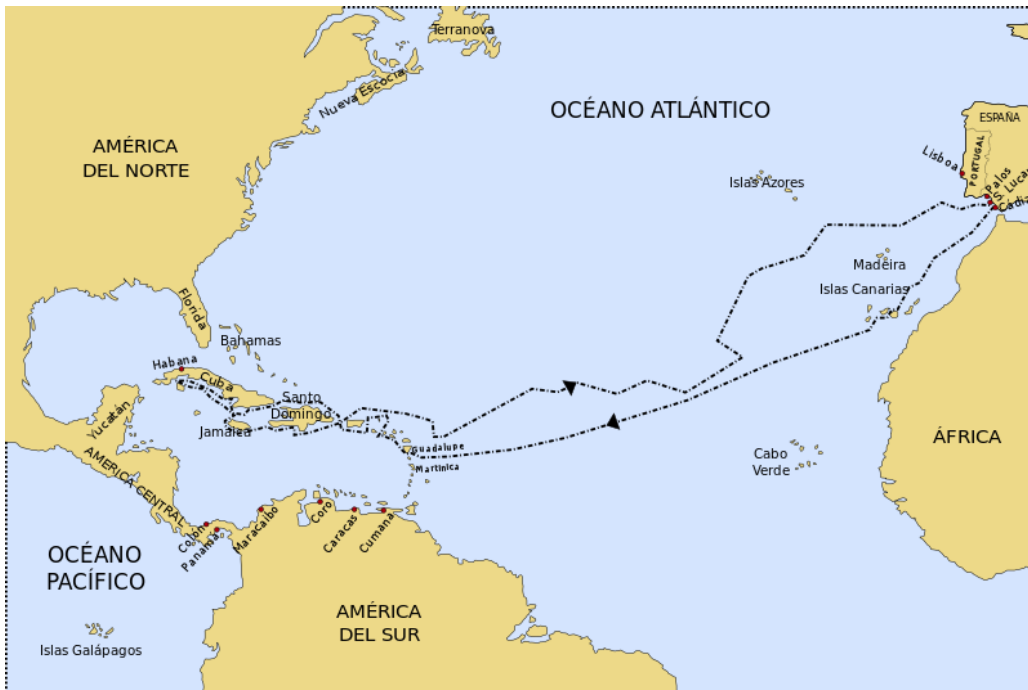 Terranova
Nueva Escocia
OCÉANO ATLÁNTICO
ESPAÑA
PORTUGAL
Lisboa
Palos
S. Lucar
Cádiz
AMÉRICA
DEL NORTE
Islas Azores
Madeira
Islas Canarias
Florida
Bahamas
Habana
Cuba
Santo
Domingo
Jamaica
Yucatán
Guadalupe
Martinica
Cabo
Verde
ÁFRICA
AMÉRICA CENTRAL
Colón
Panamá
Maracaibo
Coro
Caracas
Cumana
OCÉANO
PACÍFICO
AMÉRICA
DEL SUR
Islas Galápagos